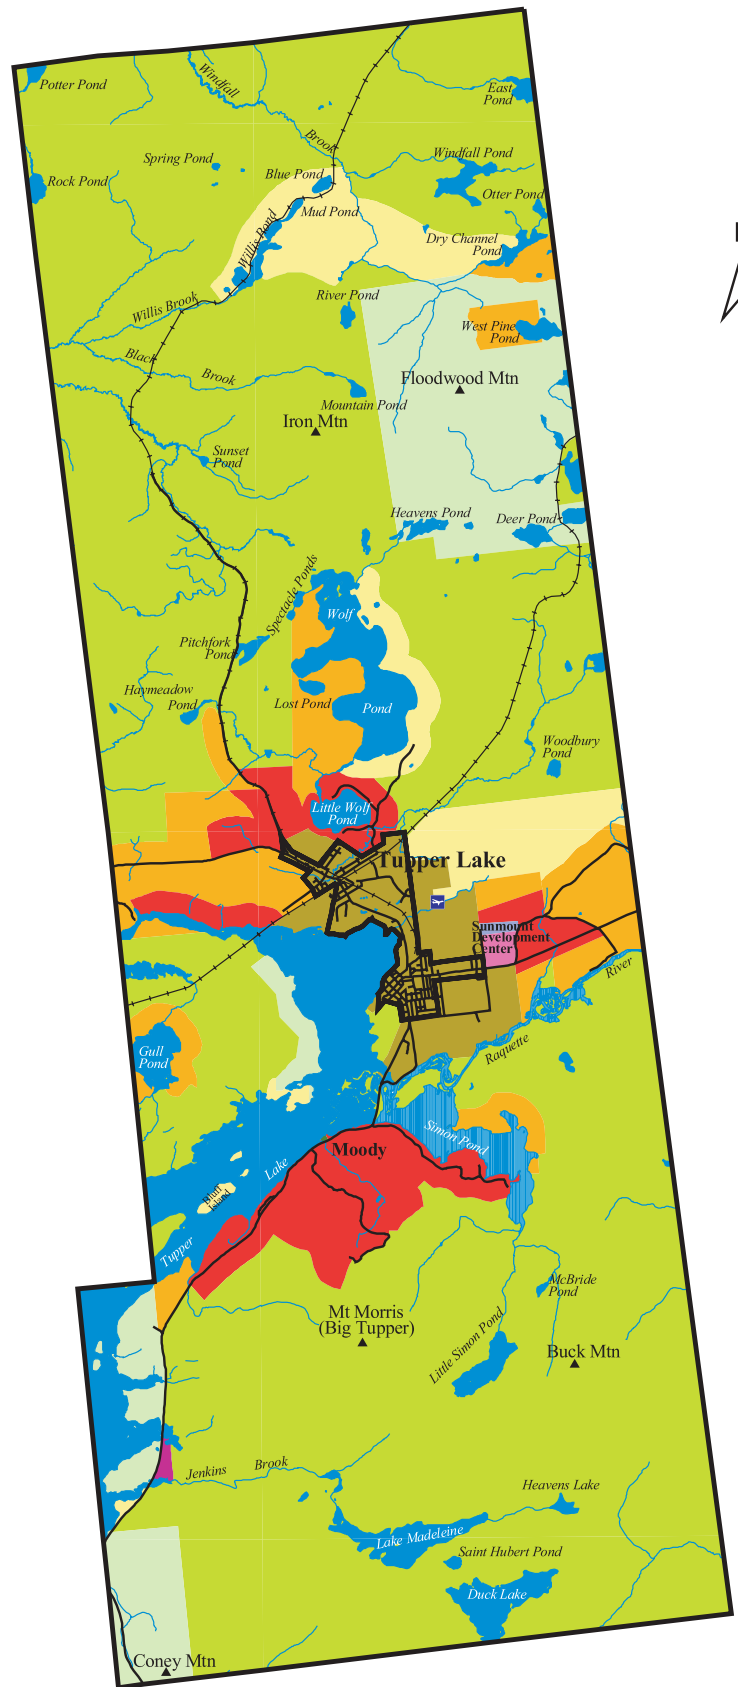 Windfall
Potter Pond
East
Pond
Brook
Windfall Pond
Spring Pond
Blue Pond
Rock Pond
Otter Pond
Mud Pond
Willis Pond
Dry Channel
Pond
River Pond
Willis Brook
West Pine
Pond
Black
Brook
Floodwood Mtn
Mountain Pond
Iron Mtn
Sunset
Pond
Heavens Pond
Deer Pond
Spectacle Ponds
Wolf
Pitchfork
Pond
Haymeadow
Pond
Lost Pond
Pond
Woodbury
Pond
Little Wolf
Pond
Tupper Lake
Sunmount
Development
Center
River
Raquette
Gull
Pond
Simon Pond
Moody
Lake
Bluff
Island
Tupper
McBride
Pond
Mt Morris
(Big Tupper)
Little Simon Pond
Buck Mtn
Jenkins
Brook
Heavens Lake
Lake Madeleine
Saint Hubert Pond
Duck Lake
Coney Mtn